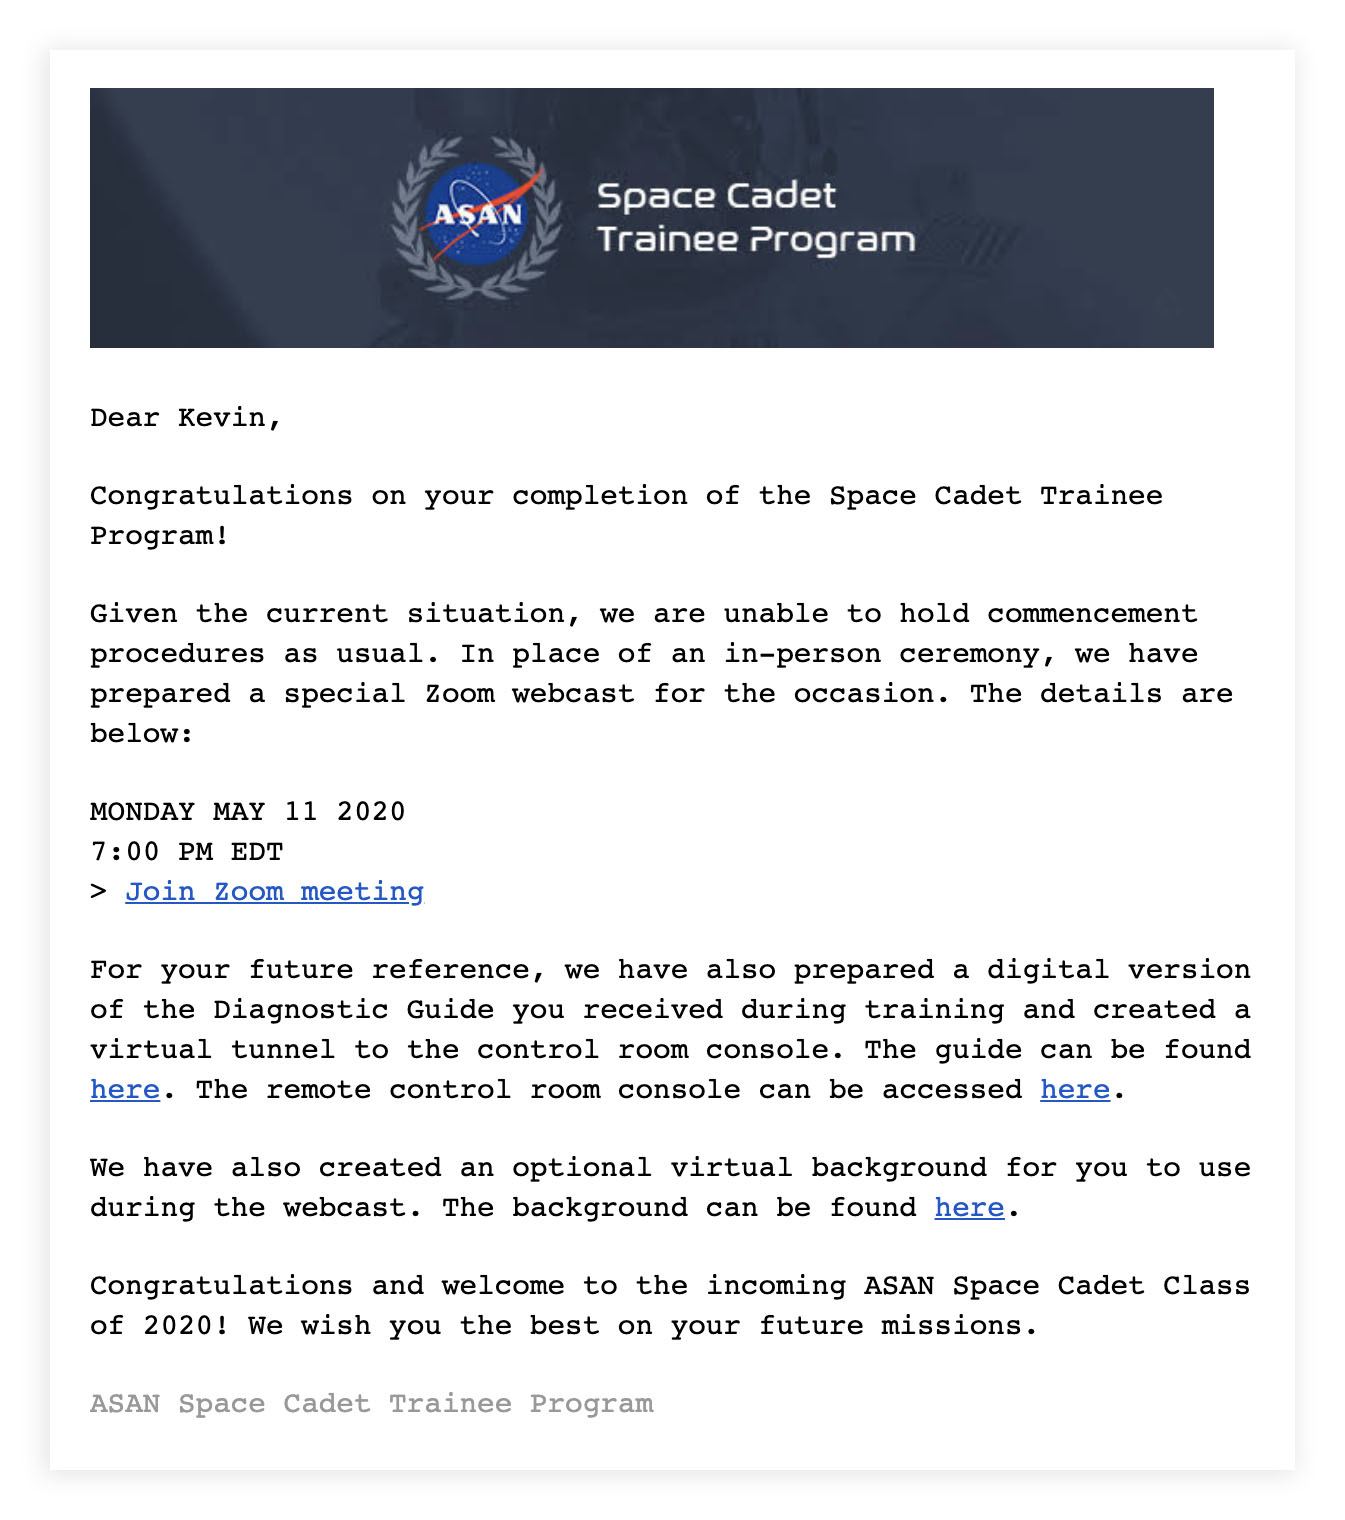 ASAN
Space Cadet
Trainee Program
Dear Kevin,
Congratulations on your completion of the Space Cadet Trainee
Program!
Given the current situation, we are unable to hold commencement
procedures as usual. In place of an in-person ceremony, we have
prepared a special Zoom webcast for the occasion. The details are
below:
MONDAY MAY 11 2020
7:00 PM EDT
> Join Zoom meeting
For your future reference, we have also prepared a digital version
of the Diagnostic Guide you received during training and created a
virtual tunnel to the control room console. The guide can be found
here. The remote control room console can be accessed here.
We have also created an optional virtual background for you to use
during the webcast. The background can be found here.
Congratulations and welcome to the incoming ASAN Space Cadet Class
of 2020! We wish you the best on your future missions.
ASAN Space Cadet Trainee Program